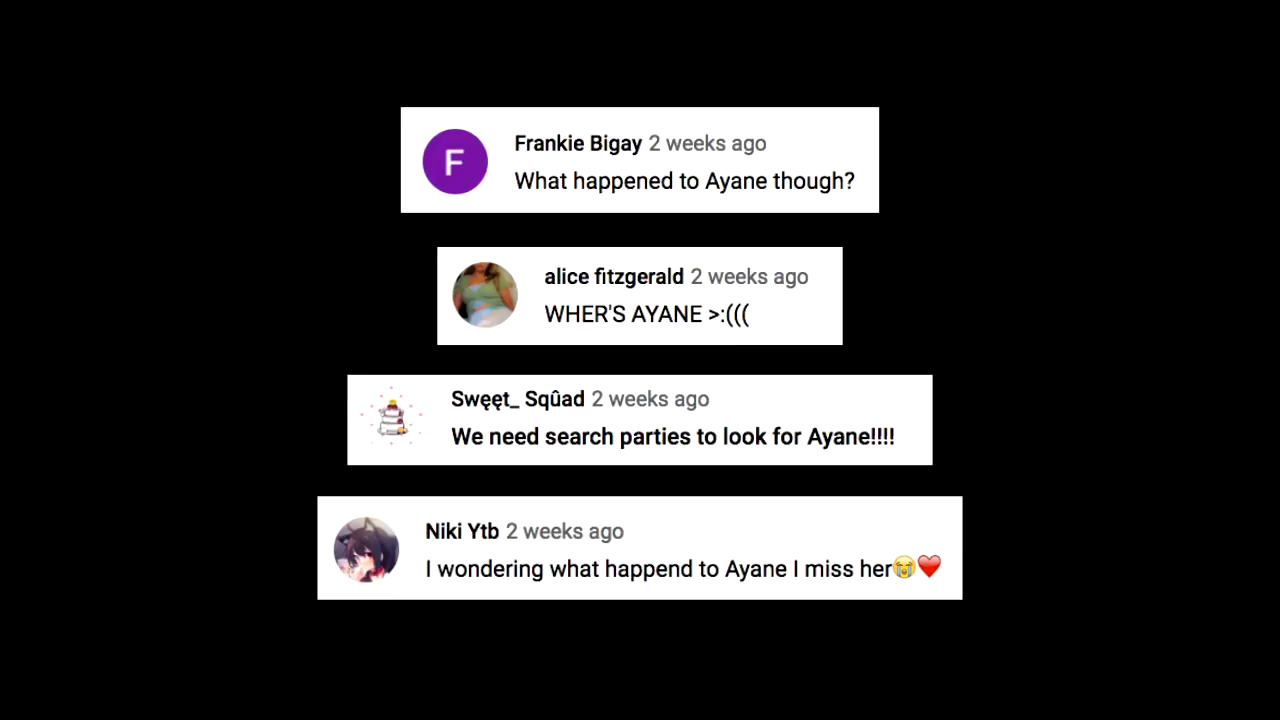 F
Frankie Bigay 2 weeks ago
What happened to Ayane though?
alice fitzgerald 2 weeks ago
WHER'S AYANE >:(((
Swęęt_ Sqûad 2 weeks ago
We need search parties to look for Ayane!!!!
Niki Ytb 2 weeks ago
I wondering what happend to Ayane I miss her😭❤️